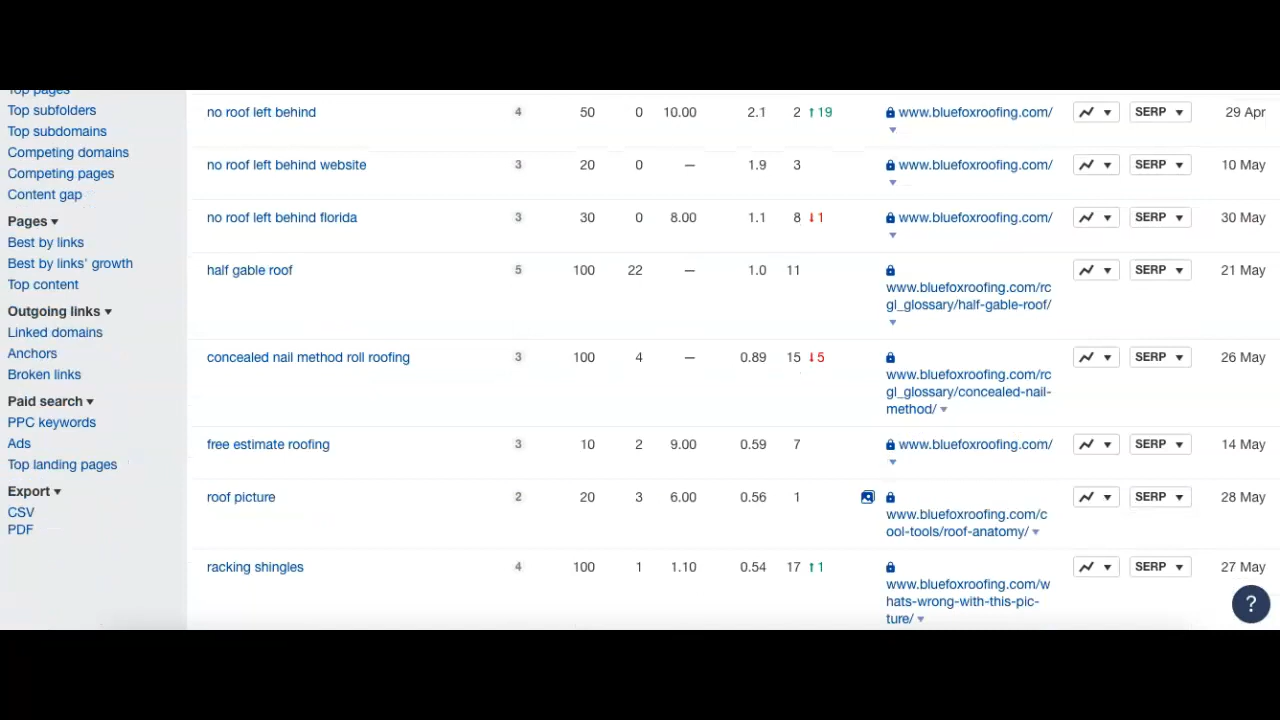 Top pages
Top subfolders
Top subdomains
Competing domains
Competing pages
Content gap
Pages
Best by links
Best by links' growth
Top content
Outgoing links
Linked domains
Anchors
Broken links
Paid search
PPC keywords
Ads
Top landing pages
Export
CSV
PDF
no roof left behind 4 50 0 10.00 2.1 2 ↑19 www.bluefoxroofing.com/ SERP 29 Apr
no roof left behind website 3 20 0 — 1.9 3 www.bluefoxroofing.com/ SERP 10 May
no roof left behind florida 3 30 0 8.00 1.1 8 ↓1 www.bluefoxroofing.com/ SERP 30 May
half gable roof 5 100 22 — 1.0 11 SERP 21 May
www.bluefoxroofing.com/rc
gl_glossary/half-gable-roof/
concealed nail method roll roofing 3 100 4 — 0.89 15 ↓5 SERP 26 May
www.bluefoxroofing.com/rc
gl_glossary/concealed-nail-
method/
free estimate roofing 3 10 2 9.00 0.59 7 www.bluefoxroofing.com/ SERP 14 May
roof picture 2 20 3 6.00 0.56 1 SERP 28 May
www.bluefoxroofing.com/c
ool-tools/roof-anatomy/
racking shingles 4 100 1 1.10 0.54 17 ↑1 SERP 27 May
www.bluefoxroofing.com/w
hats-wrong-with-this-pic-
ture/
?